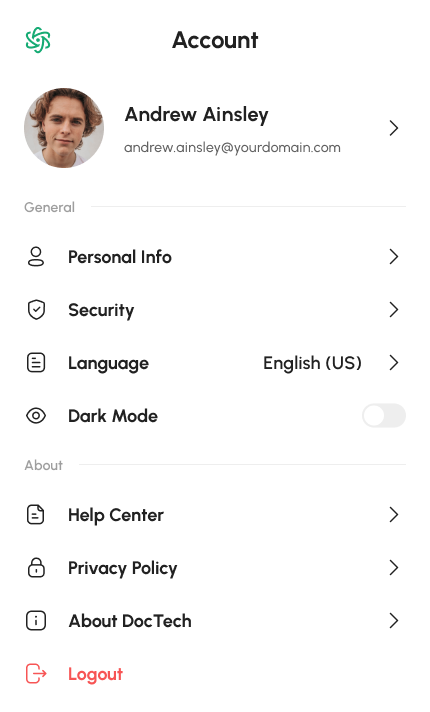 Account
Andrew Ainsley
andrew.ainsley@yourdomain.com
General
Personal Info
Security
Language English (US)
Dark Mode
About
Help Center
Privacy Policy
About DocTech
Logout